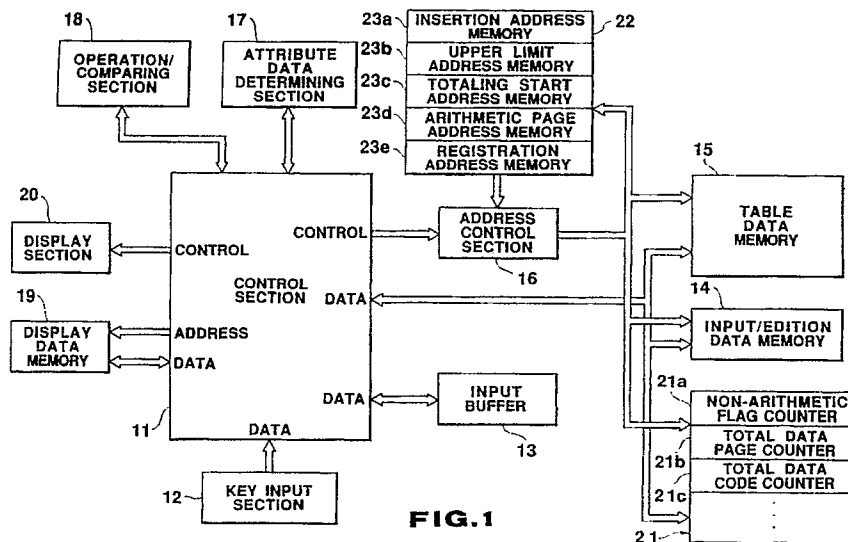 18
OPERATION/
COMPARING
SECTION
17
ATTRIBUTE
DATA
DETERMINING
SECTION
23a
INSERTION ADDRESS
MEMORY
22
23b
UPPER LIMIT
ADDRESS MEMORY
23c
TOTALING START
ADDRESS MEMORY
23d
ARITHMETIC PAGE
ADDRESS MEMORY
23e
REGISTRATION
ADDRESS MEMORY
15
TABLE
DATA
MEMORY
20
DISPLAY
SECTION
CONTROL
CONTROL
ADDRESS
CONTROL
SECTION
16
CONTROL
SECTION
DATA
19
DISPLAY
DATA
MEMORY
ADDRESS
DATA
14
INPUT/EDITION
DATA MEMORY
11
DATA
DATA
INPUT
BUFFER
13
12
KEY INPUT
SECTION
21a
NON-ARITHMETIC
FLAG COUNTER
21b
TOTAL DATA
PAGE COUNTER
21c
TOTAL DATA
CODE COUNTER
21
FIG.1